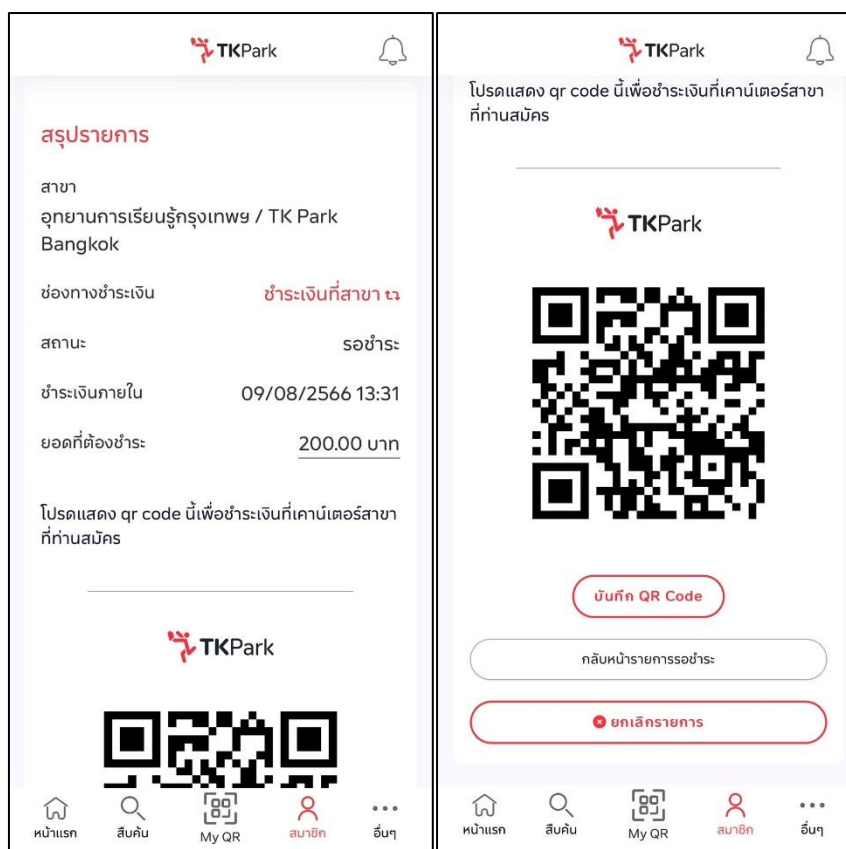 TKPark
สรุปรายการ
สาขา
อุทยานการเรียนรู้กรุงเทพฯ / TK Park
Bangkok
ช่องทางชำระเงิน ชำระเงินที่สาขา
สถานะ รอชำระ
ชำระเงินภายใน 09/08/2566 13:31
ยอดที่ต้องชำระ 200.00 บาท
โปรดแสดง qr code นี้เพื่อชำระเงินที่เคาน์เตอร์สาขา
ที่ท่านสมัคร
TKPark
หน้าแรก สืบค้น My QR สมาชิก อื่นๆ
TKPark
โปรดแสดง qr code นี้เพื่อชำระเงินที่เคาน์เตอร์สาขา
ที่ท่านสมัคร
TKPark
บันทึก QR Code
กลับหน้ารายการรอชำระ
ยกเลิกรายการ
หน้าแรก สืบค้น My QR สมาชิก อื่นๆ